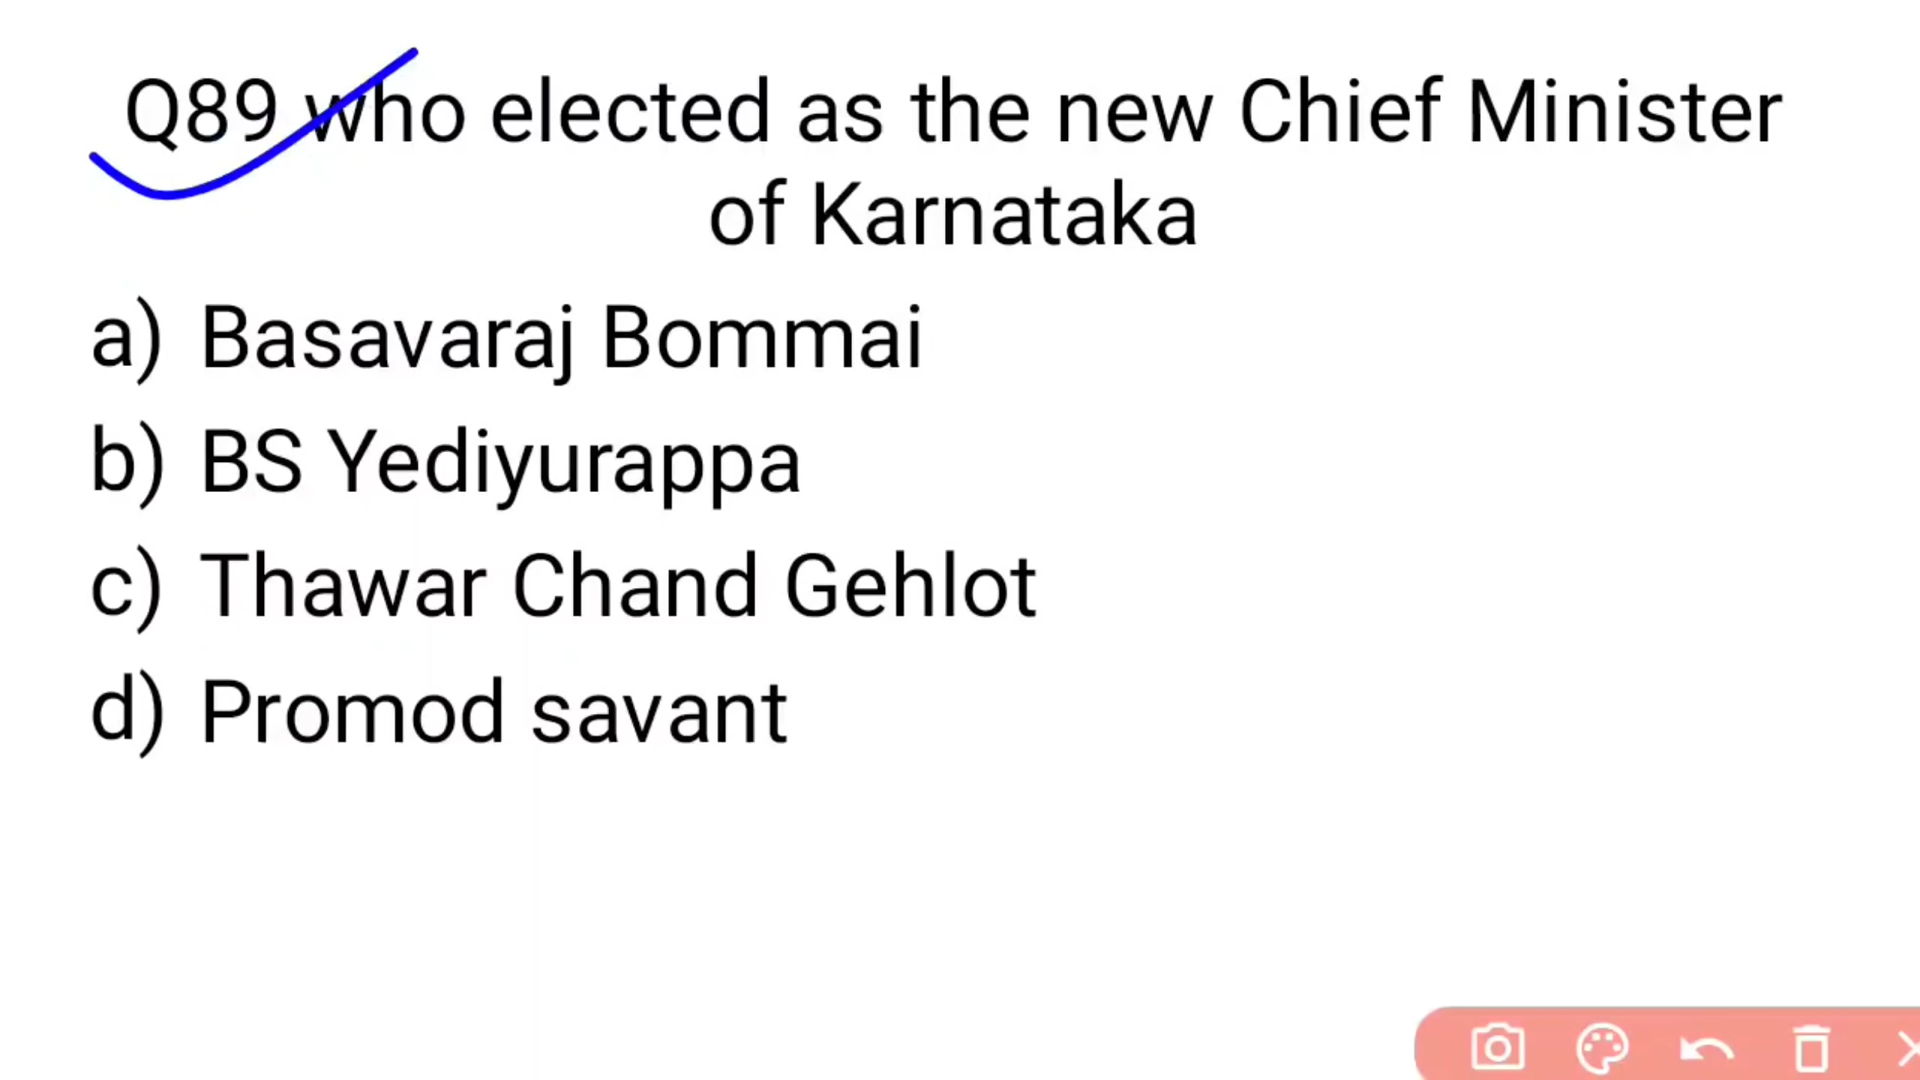 Q89 who elected as the new Chief Minister
of Karnataka
a) Basavaraj Bommai
b) BS Yediyurappa
c) Thawar Chand Gehlot
d) Promod savant